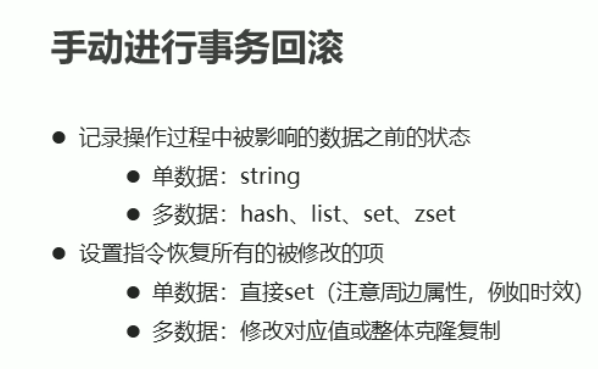 手动进行事务回滚
● 记录操作过程中被影响的数据之前的状态
● 单数据：string
● 多数据：hash、list、set、zset
● 设置指令恢复所有的被修改的项
● 单数据：直接set（注意周边属性，例如时效）
● 多数据：修改对应值或整体克隆复制